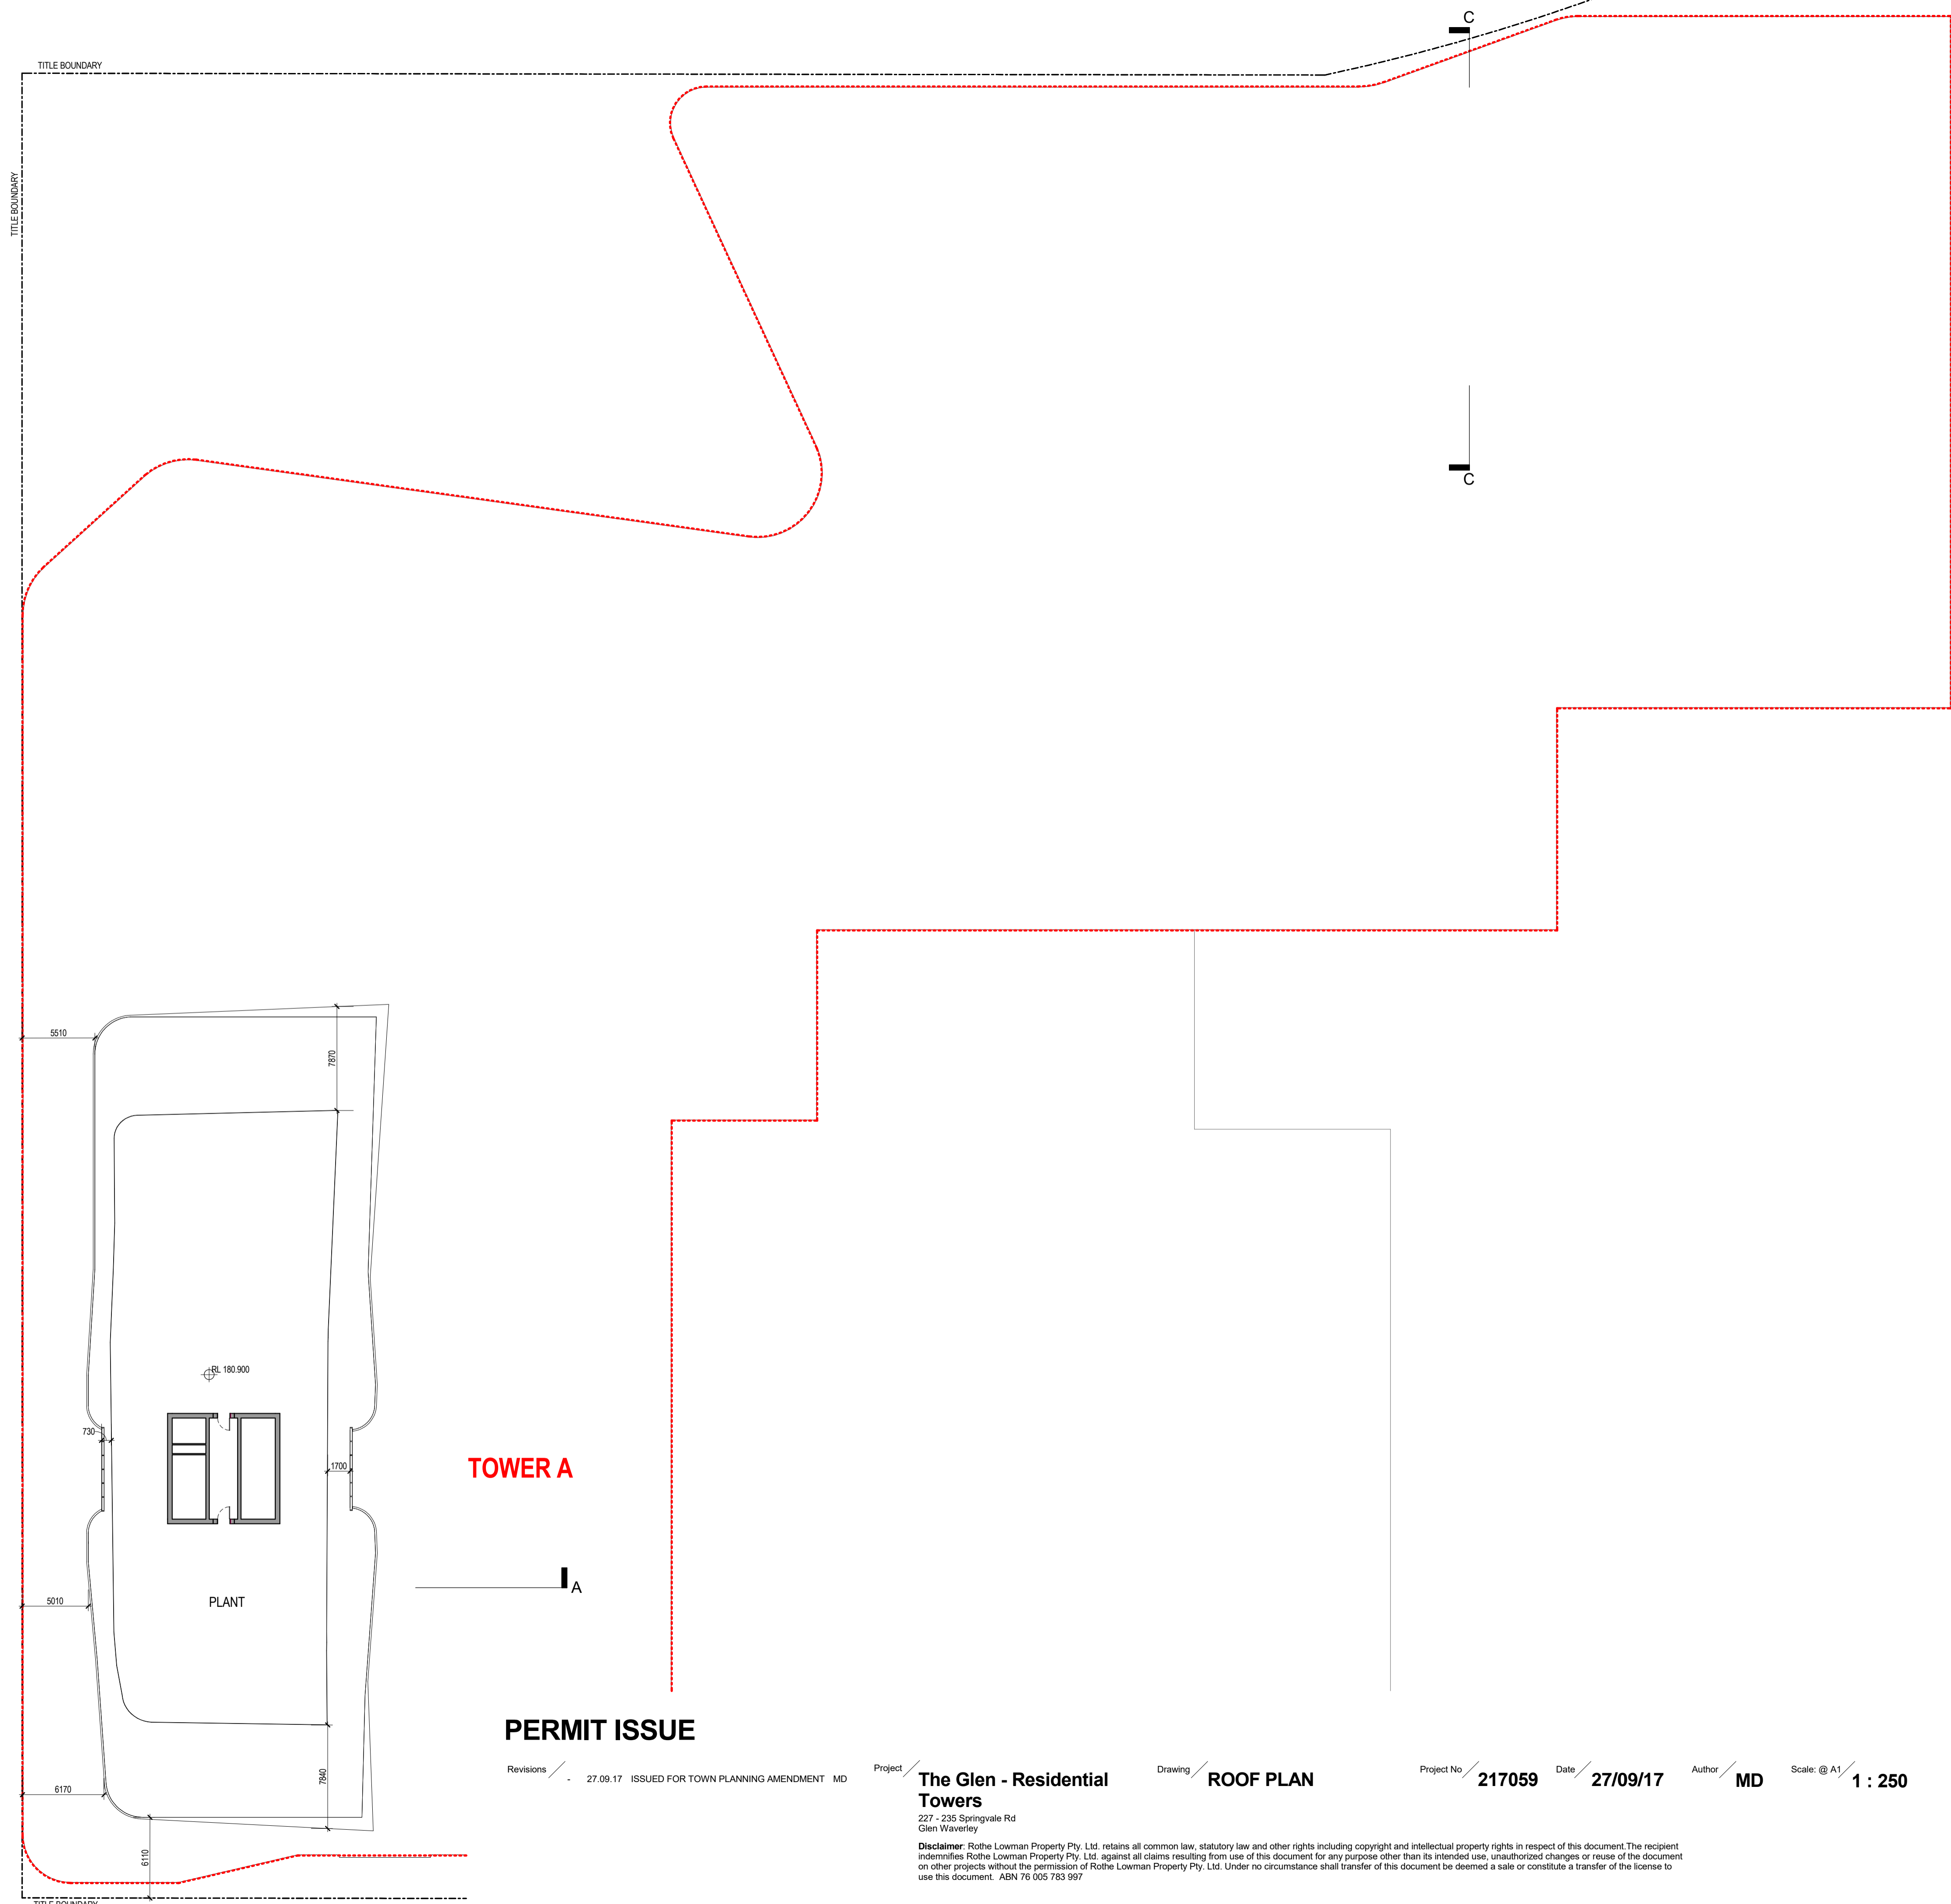 C
TITLE BOUNDARY
TITLE BOUNDARY
C
5510
7870
RL 180.900
730
1700
TOWER A
A
5010
PLANT
6170
7840
6110
TITLE BOUNDARY
PERMIT ISSUE
Revisions
- 27.09.17 ISSUED FOR TOWN PLANNING AMENDMENT MD
Project
The Glen - Residential
Towers
227 - 235 Springvale Rd
Glen Waverley
Drawing
ROOF PLAN
Project No
217059
Date
27/09/17
Author
MD
Scale: @ A1
1 : 250
Disclaimer: Rothe Lowman Property Pty. Ltd. retains all common law, statutory law and other rights including copyright and intellectual property rights in respect of this document.The recipient
indemnifies Rothe Lowman Property Pty. Ltd. against all claims resulting from use of this document for any purpose other than its intended use, unauthorized changes or reuse of the document
on other projects without the permission of Rothe Lowman Property Pty. Ltd. Under no circumstance shall transfer of this document be deemed a sale or constitute a transfer of the license to
use this document. ABN 76 005 783 997